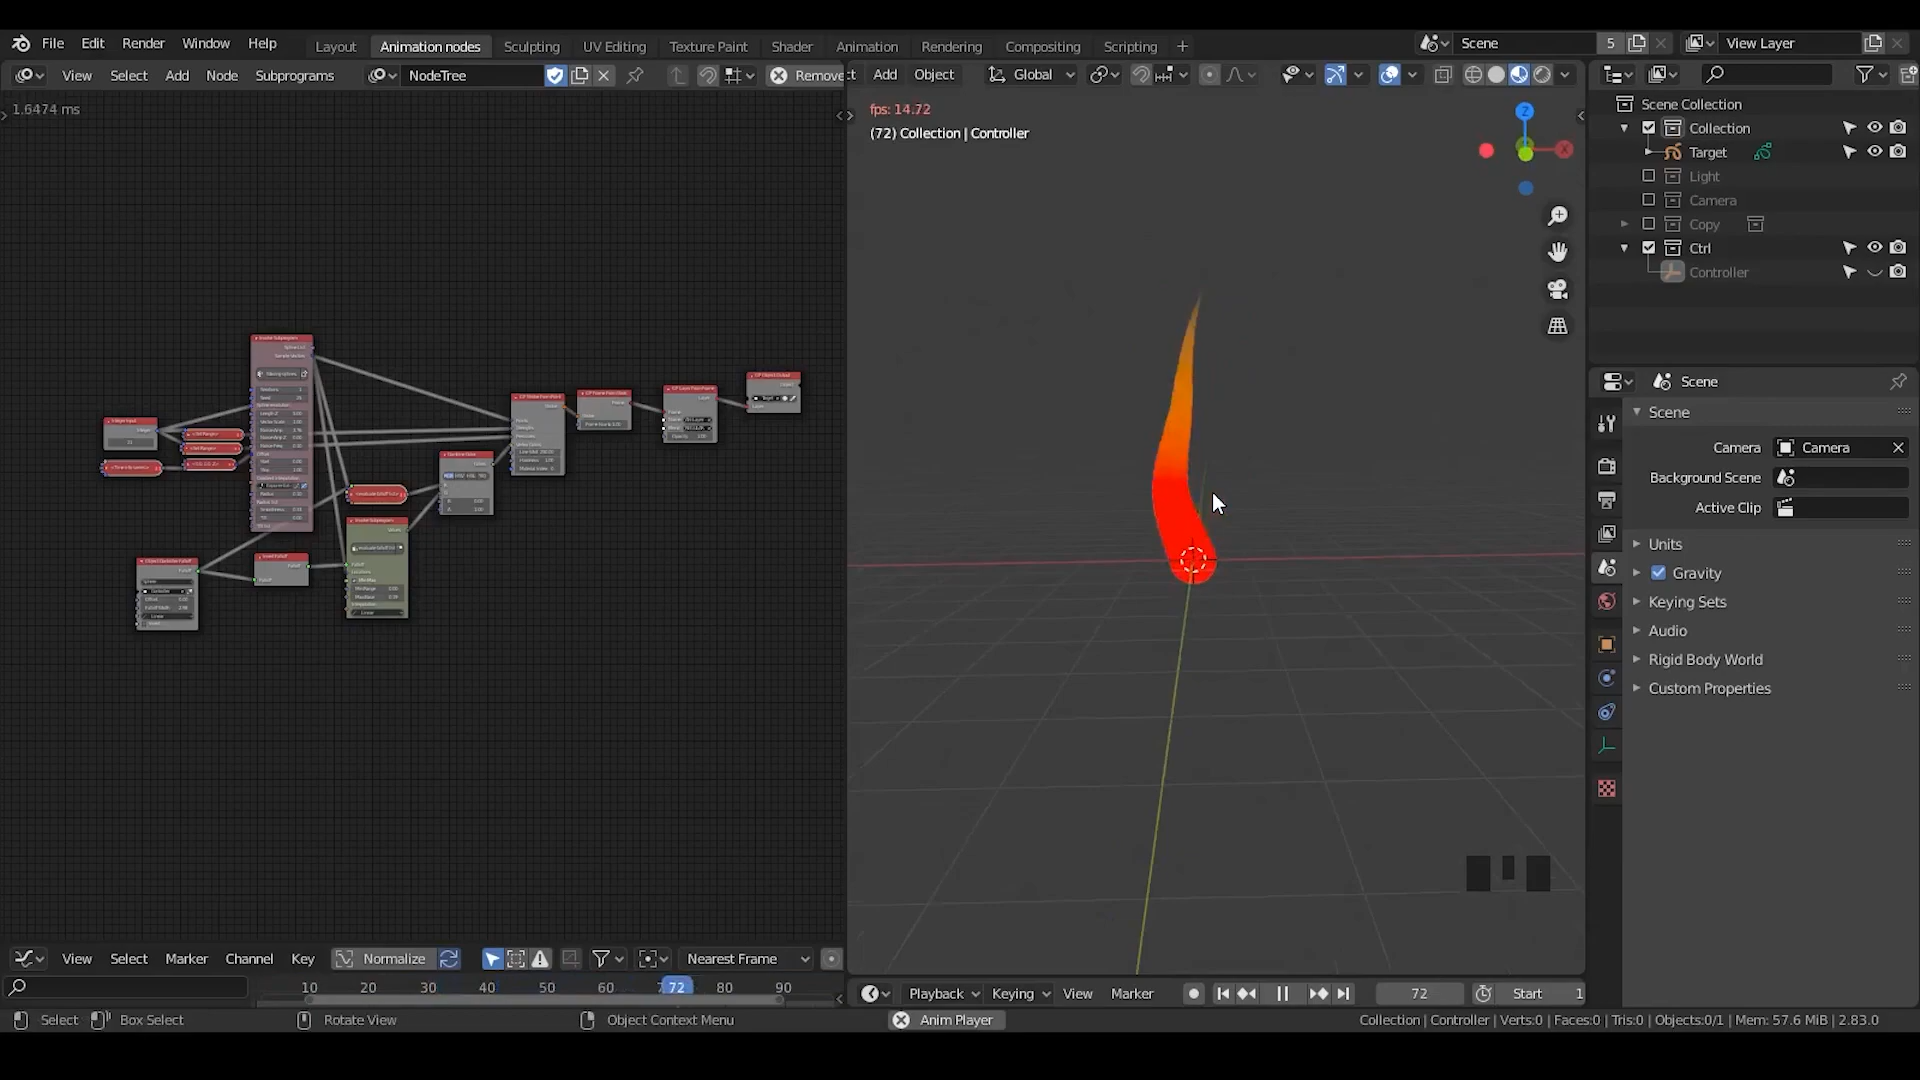 File Edit Render Window Help Layout Animation nodes Sculpting UV Editing Texture Paint Shader Animation Rendering Compositing Scripting + Scene 5 View Layer
View Select Add Node Subprograms NodeTree Remove ct Add Object Global
1.6474 ms
fps: 14.72
(72) Collection | Controller
Z
X
Scene Collection
Collection
Target
Light
Camera
Copy
Ctrl
Controller
Scene
Scene
Camera Camera
Background Scene
Active Clip
Units
Gravity
Keying Sets
Audio
Rigid Body World
Custom Properties
View Select Marker Channel Key Normalize Nearest Frame
10 20 30 40 50 60 72 80 90
Playback Keying View Marker 72 Start 1
Select Box Select Rotate View Object Context Menu Anim Player Collection | Controller | Verts:0 | Faces:0 | Tris:0 | Objects:0/1 | Mem: 57.6 MiB | 2.83.0